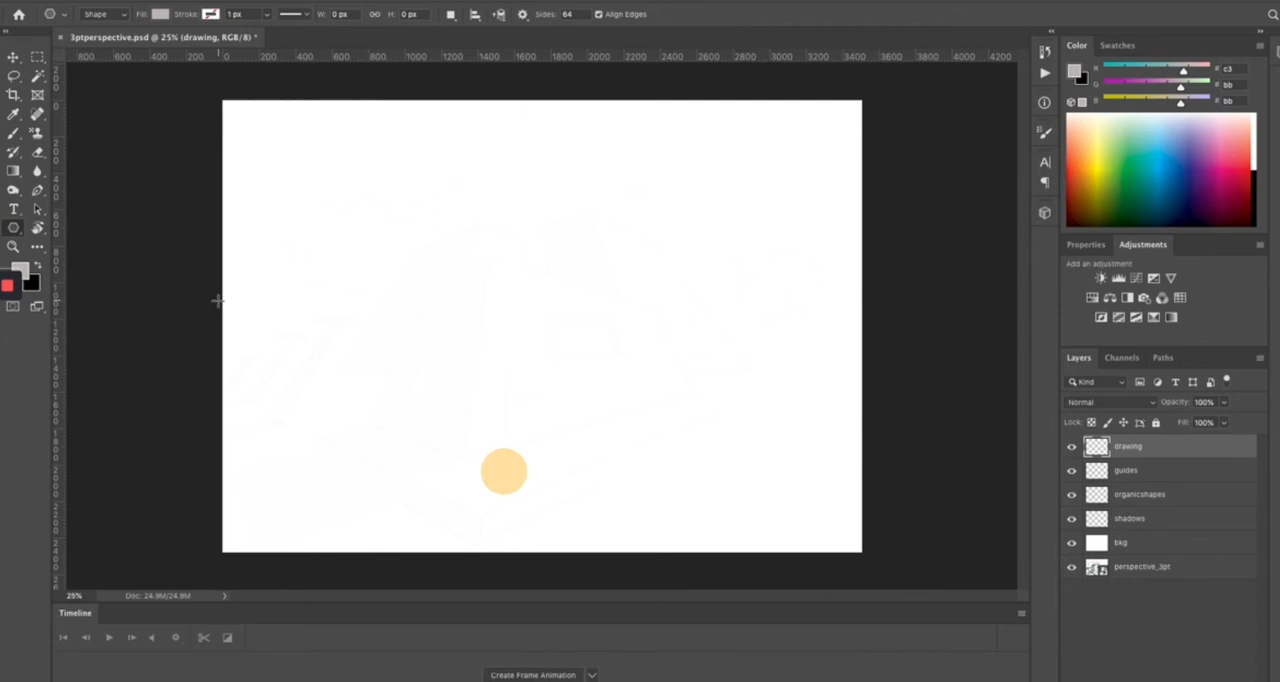 Shape Fill: Stroke: 1 px W: 0 px H: 0 px Sides: 64 Align Edges
× 3ptperspective.psd @ 25% (drawing, RGB/8) *
800 600 400 200 0 200 400 600 800 1000 1200 1400 1600 1800 2000 2200 2400 2600 2800 3000 3200 3400 3600 3800 4000 4200
Color Swatches
R c3
G bb
B bb
Properties Adjustments
Add an adjustment
Layers Channels Paths
Kind
Normal Opacity: 100%
Lock: Fill: 100%
drawing
guides
organicshapes
shadows
bkg
perspective_3pt
25% Doc: 24.9M/24.9M
Timeline
Create Frame Animation